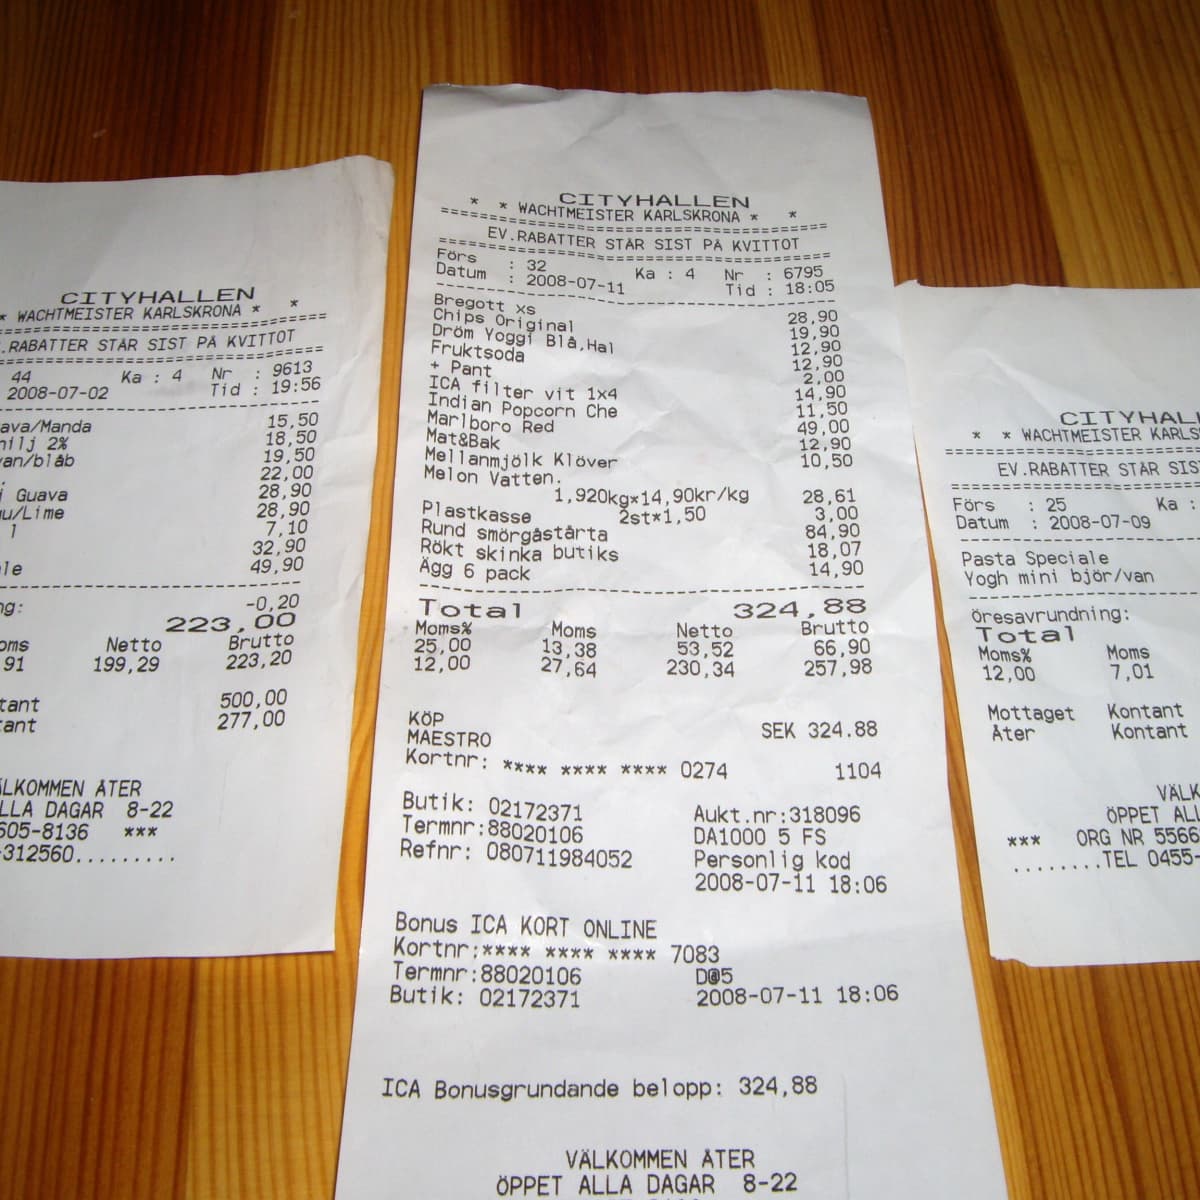 CITYHALLEN
* WACHTMEISTER KARLSKRONA * *
.RABATTER STÅR SIST PÅ KVITTOT
44 Ka : 4 Nr : 9613
2008-07-02 Tid : 19:56
ava/Manda 15,50
milj 2% 18,50
van/blåb 19,50
22,00
j Guava 28,90
u/Lime 28,90
l 7,10
32,90
le 49,90
ng: -0,20
223,00
oms Netto Brutto
91 199,29 223,20
tant 500,00
tant 277,00
ÄLKOMMEN ÅTER
ALLA DAGAR 8-22
605-8136 ***
-312560.........
CITYHALLEN
* * WACHTMEISTER KARLSKRONA * *
EV.RABATTER STÅR SIST PÅ KVITTOT
Förs : 32 Ka : 4 Nr : 6795
Datum : 2008-07-11 Tid : 18:05
Bregott xs 28,90
Chips Original 19,90
Dröm Yoggi Blå,Hal 12,90
Fruktsoda 12,90
+ Pant 2,00
ICA filter vit 1x4 14,90
Indian Popcorn Che 11,50
Marlboro Red 49,00
Mat&Bak 12,90
Mellanmjölk Klöver 10,50
Melon Vatten.
1,920kg*14,90kr/kg 28,61
Plastkasse 2st*1,50 3,00
Rund smörgåstårta 84,90
Rökt skinka butiks 18,07
Ägg 6 pack 14,90
Total 324,88
Moms% Moms Netto Brutto
25,00 13,38 53,52 66,90
12,00 27,64 230,34 257,98
KÖP SEK 324.88
MAESTRO
Kortnr: **** **** **** 0274 1104
Butik: 02172371 Aukt.nr:318096
Termnr:88020106 DA1000 5 FS
Refnr: 080711984052 Personlig kod
2008-07-11 18:06
Bonus ICA KORT ONLINE
Kortnr:**** **** **** 7083
Termnr:88020106 D@5
Butik: 02172371 2008-07-11 18:06
ICA Bonusgrundande belopp: 324,88
VÄLKOMMEN ÅTER
ÖPPET ALLA DAGAR 8-22
CITYHAL
* * WACHTMEISTER KARLS
EV.RABATTER STÅR SIS
Förs : 25 Ka :
Datum : 2008-07-09
Pasta Speciale
Yogh mini björ/van
Öresavrundning:
Total
Moms% Moms
12,00 7,01
Mottaget Kontant
Åter Kontant
VÄLK
ÖPPET ALL
*** ORG NR 5566
........TEL 0455-